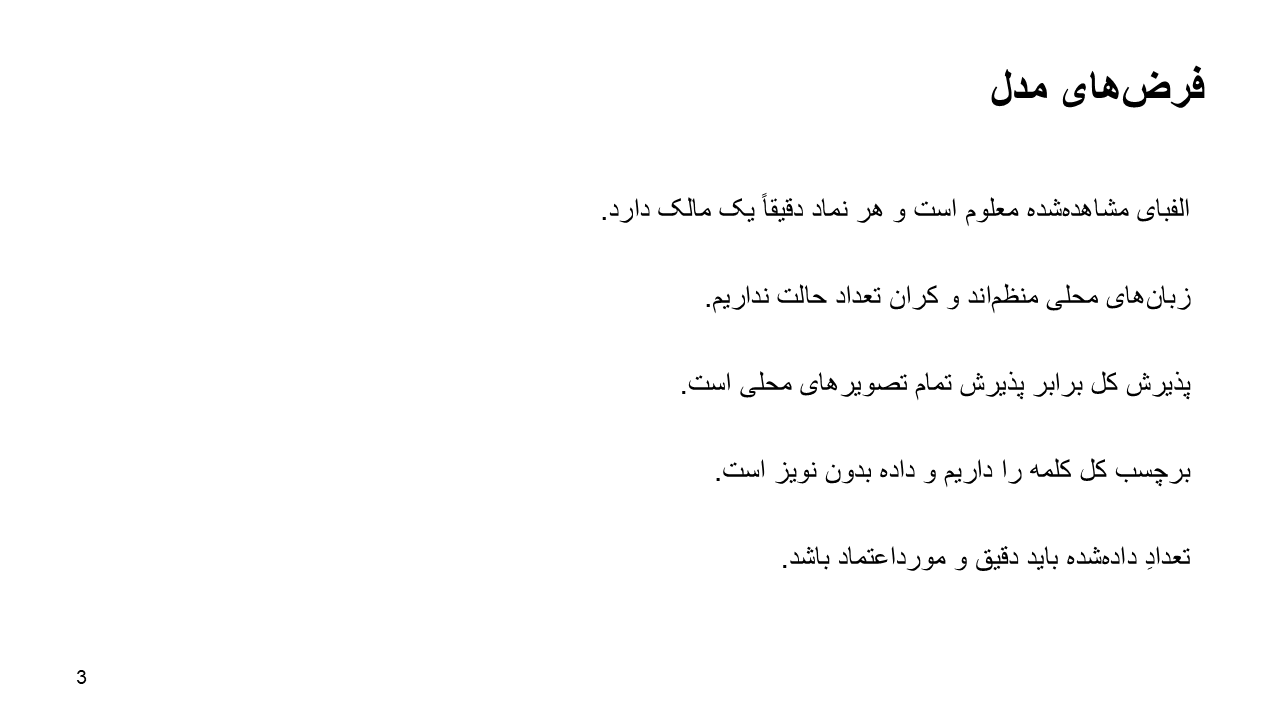 فرض‌های مدل
الفبای مشاهده‌شده معلوم است و هر نماد دقیقاً یک مالک دارد.
زبان‌های محلی منظم‌اند و کران تعداد حالت نداریم.
پذیرش کل برابر پذیرش تمام تصویرهای محلی است.
برچسب کل کلمه را داریم و داده بدون نویز است.
تعدادِ داده‌شده باید دقیق و مورداعتماد باشد.
3